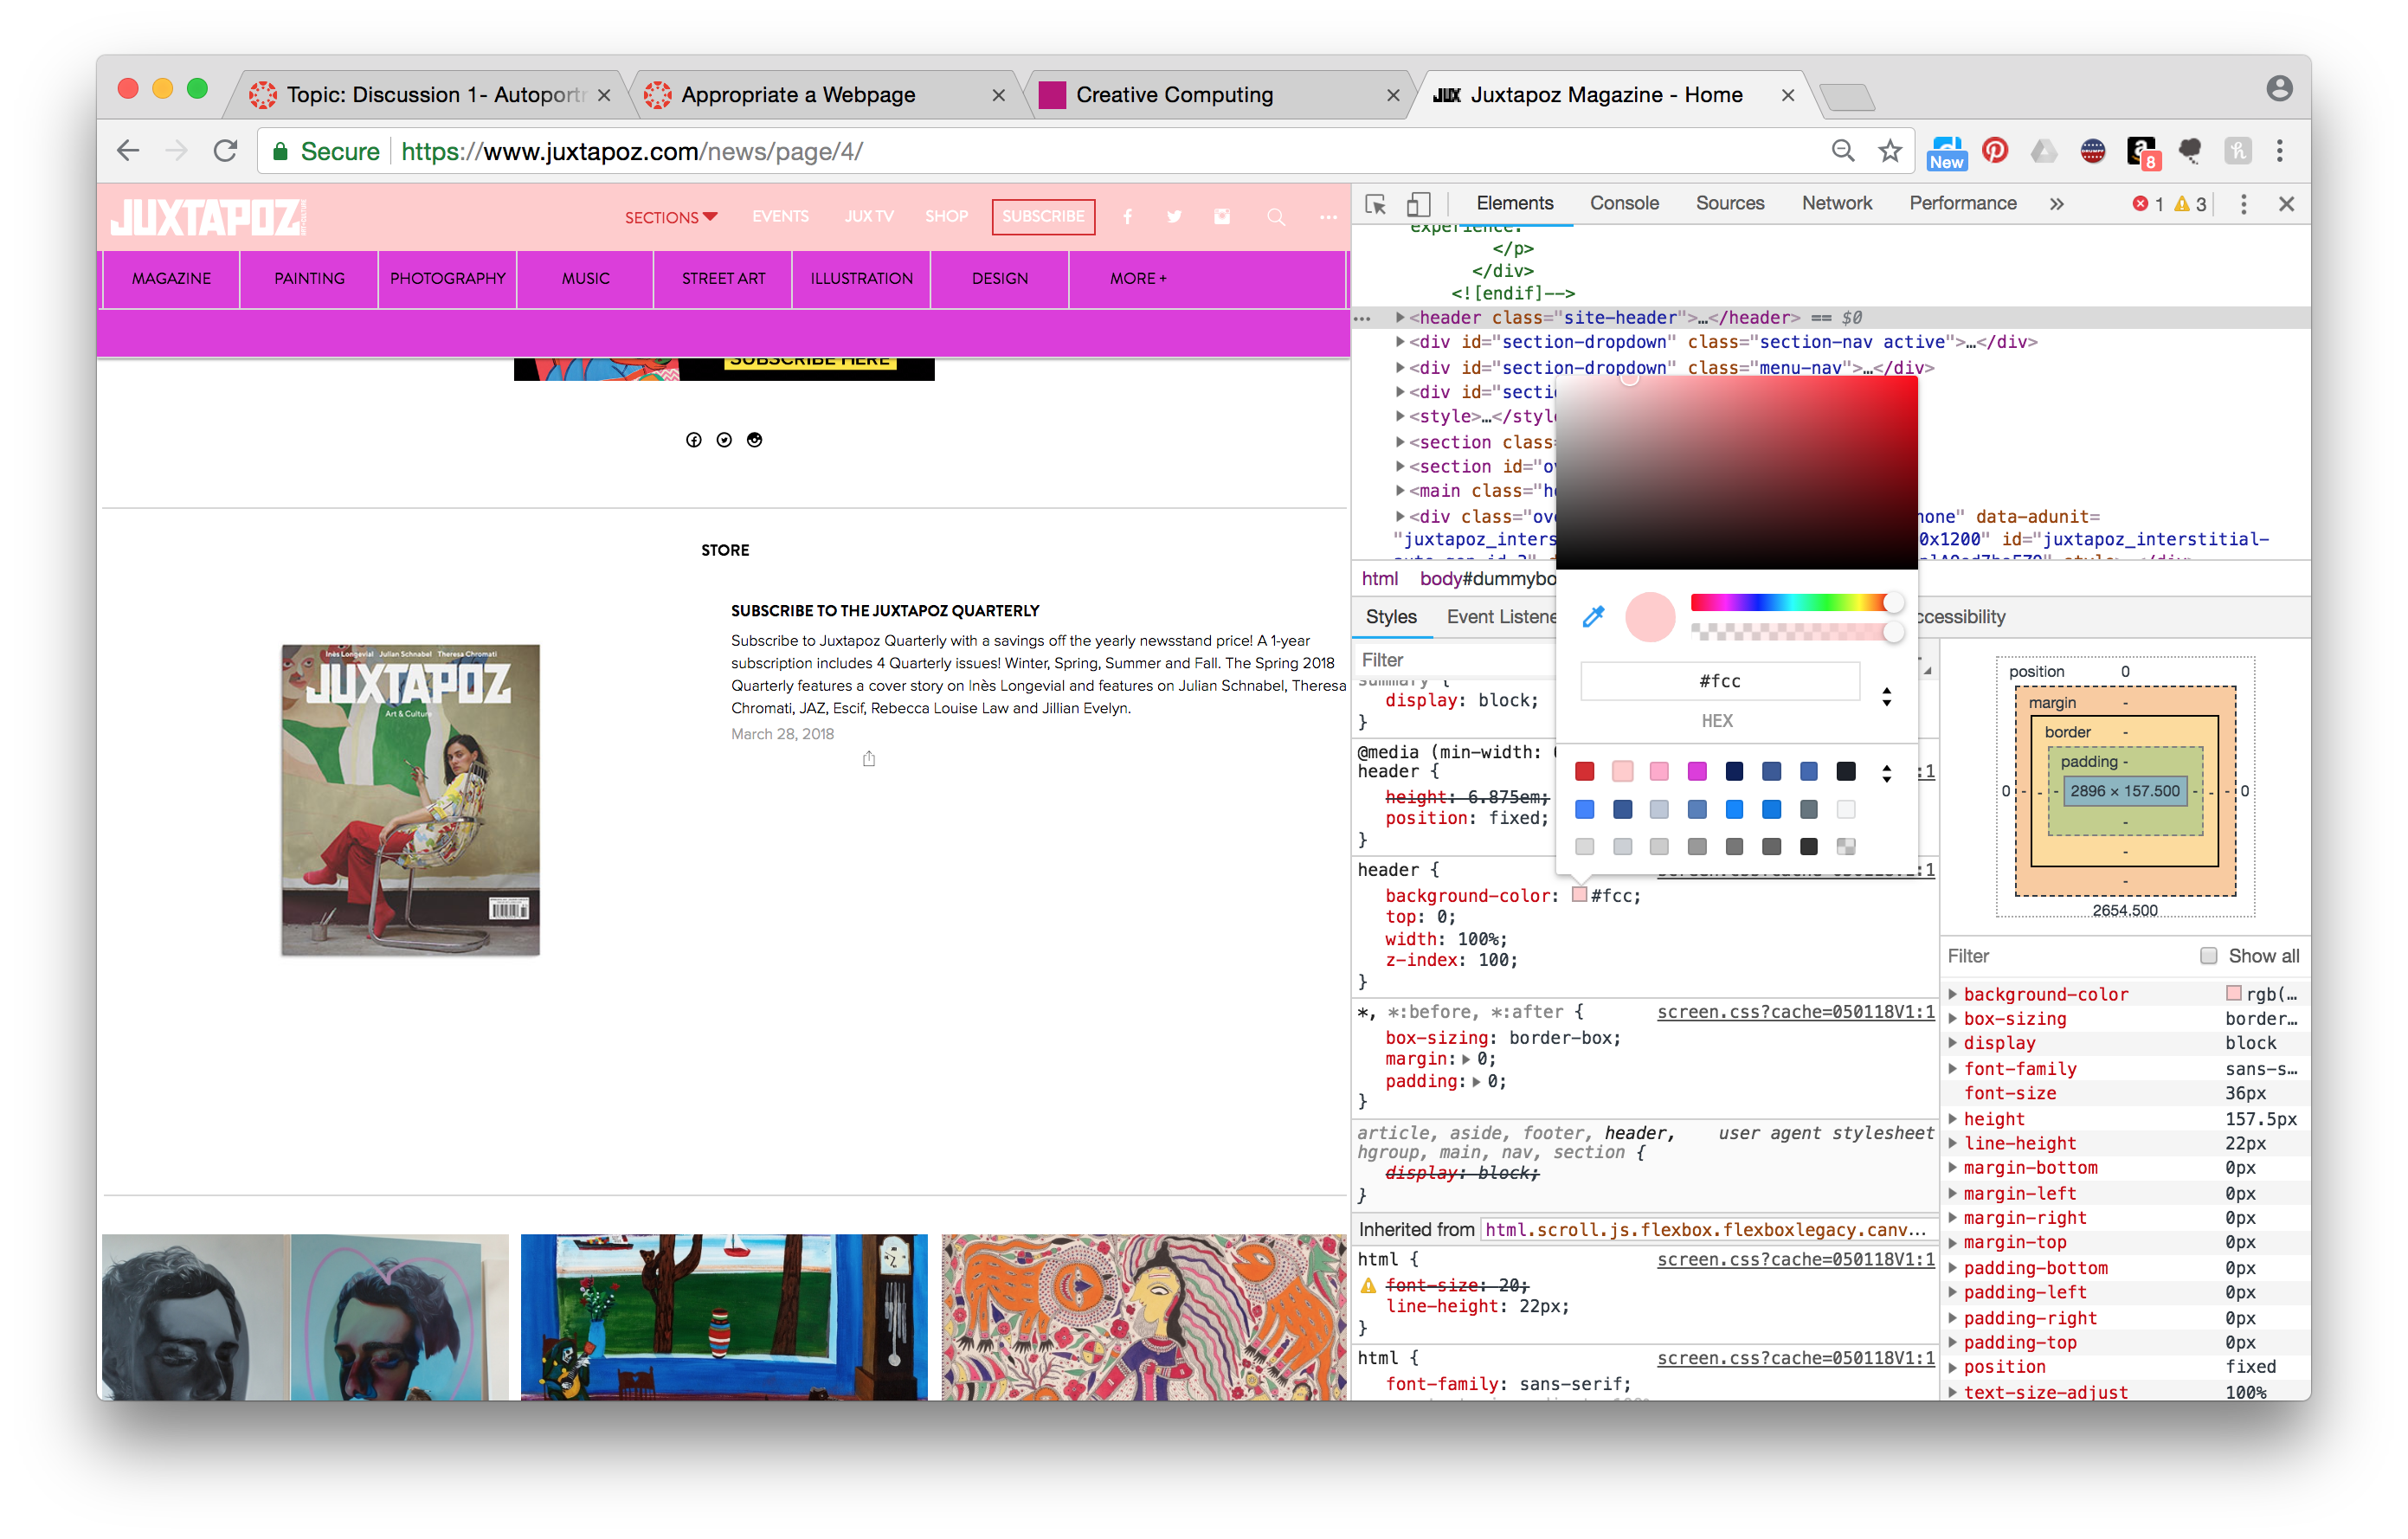 Topic: Discussion 1- Autoportr
Appropriate a Webpage
Creative Computing
JUX Juxtapoz Magazine - Home
Secure https://www.juxtapoz.com/news/page/4/
New
8
JUXTAPOZ
SECTIONS EVENTS JUX TV SHOP SUBSCRIBE
MAGAZINE PAINTING PHOTOGRAPHY MUSIC STREET ART ILLUSTRATION DESIGN MORE +
SUBSCRIBE HERE
STORE
SUBSCRIBE TO THE JUXTAPOZ QUARTERLY
Subscribe to Juxtapoz Quarterly with a savings off the yearly newsstand price! A 1-year
subscription includes 4 Quarterly issues! Winter, Spring, Summer and Fall. The Spring 2018
Quarterly features a cover story on Inès Longevial and features on Julian Schnabel, Theresa
Chromati, JAZ, Escif, Rebecca Louise Law and Jillian Evelyn.
March 28, 2018
Inès Longevial Julian Schnabel Theresa Chromati
JUXTAPOZ
Art & Culture
Elements Console Sources Network Performance » 1 3
experience.
</p>
</div>
<![endif]-->
<header class="site-header">…</header> == $0
<div id="section-dropdown" class="section-nav active">…</div>
<div id="section-dropdown" class="menu-nav">…</div>
<div id="secti
<style>…</styl
<section class=
<section id="o
<main class="h
<div class="ov one" data-adunit=
"juxtapoz_inters 0x1200" id="juxtapoz_interstitial-
html body#dummybo
Styles Event Listene ccessibility
Filter
summary {
display: block;
}
@media (min-width:
header { :1
height: 6.875em;
position: fixed;
}
header { screen.css?cache=050118V1:1
background-color: #fcc;
top: 0;
width: 100%;
z-index: 100;
}
*, *:before, *:after { screen.css?cache=050118V1:1
box-sizing: border-box;
margin: 0;
padding: 0;
}
article, aside, footer, header, user agent stylesheet
hgroup, main, nav, section {
display: block;
}
Inherited from html.scroll.js.flexbox.flexboxlegacy.canv…
html { screen.css?cache=050118V1:1
font-size: 20;
line-height: 22px;
}
html { screen.css?cache=050118V1:1
font-family: sans-serif;
#fcc
HEX
position 0
margin -
border -
padding -
0 - - - 2896 × 157.500 - - - 0
-
-
-
2654.500
Filter Show all
background-color rgb(…
box-sizing border…
display block
font-family sans-s…
font-size 36px
height 157.5px
line-height 22px
margin-bottom 0px
margin-left 0px
margin-right 0px
margin-top 0px
padding-bottom 0px
padding-left 0px
padding-right 0px
padding-top 0px
position fixed
text-size-adjust 100%